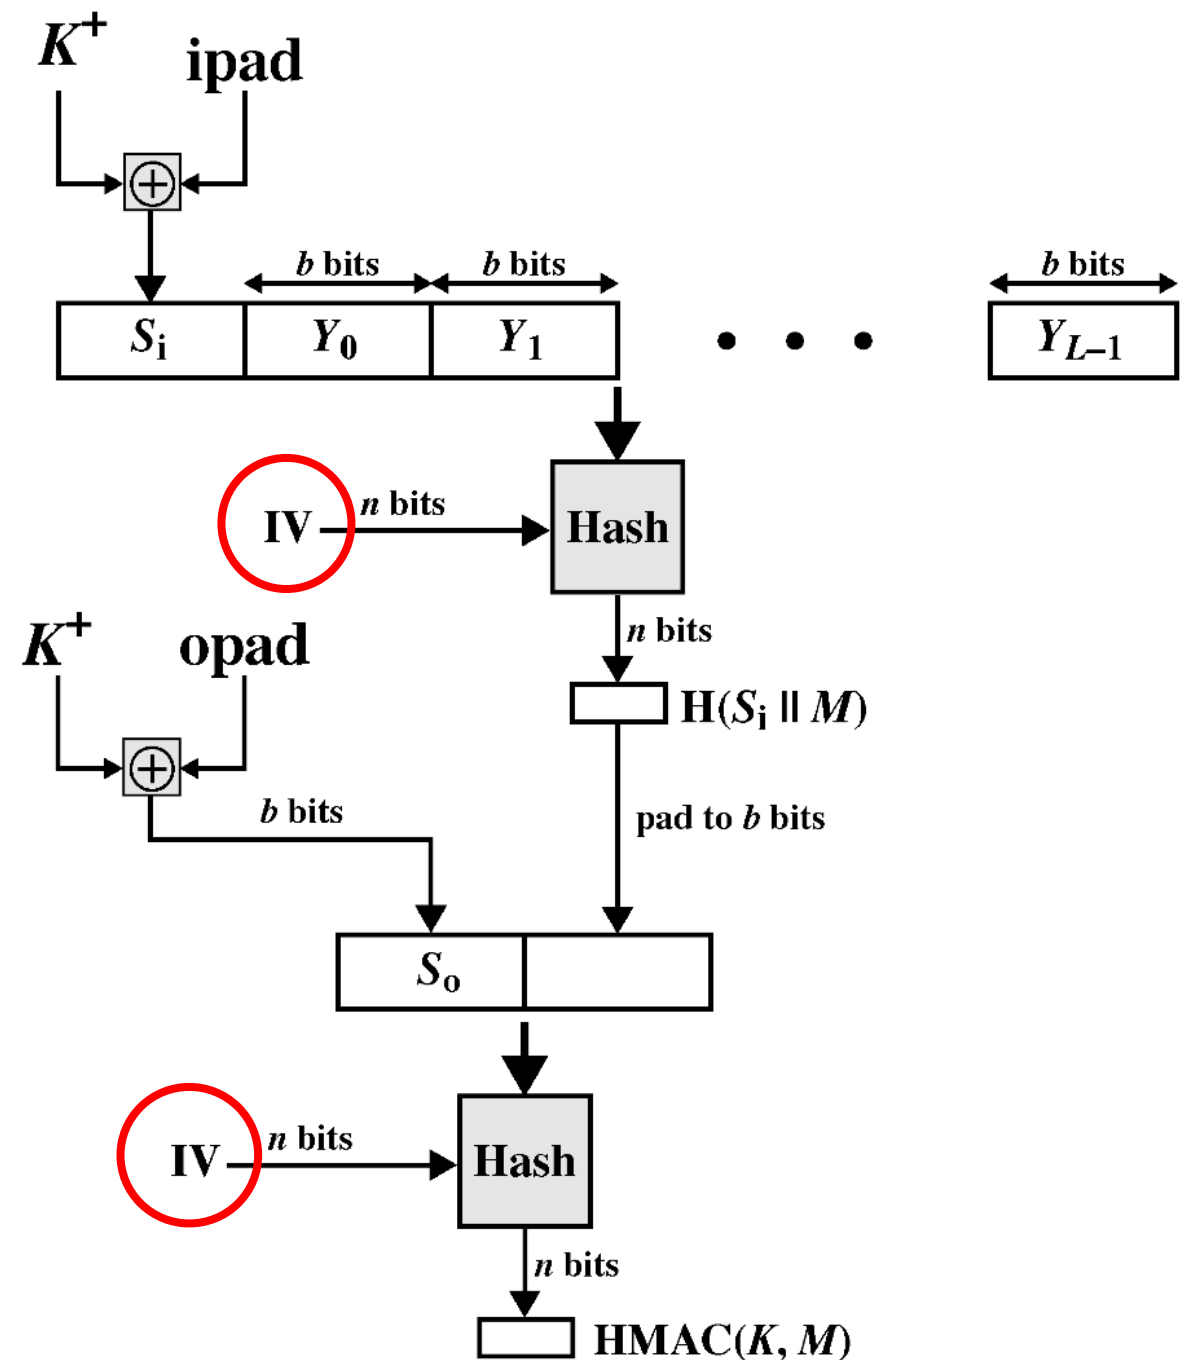 K+ ipad
b bits b bits b bits
Si Y0 Y1 • • • YL–1
IV n bits Hash
n bits
K+ opad
H(Si || M)
b bits
pad to b bits
So
IV n bits Hash
n bits
HMAC(K, M)